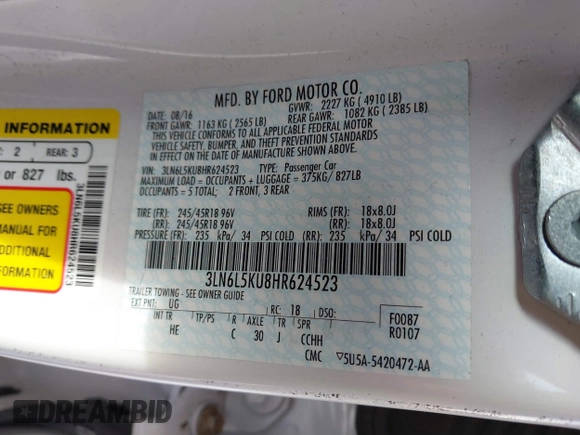 MFD. BY FORD MOTOR CO.
DATE: 08/16
GVWR: 2227 KG ( 4910 LB)
FRONT GAWR: 1163 KG ( 2565 LB)
REAR GAWR: 1082 KG ( 2385 LB)
THIS VEHICLE CONFORMS TO ALL APPLICABLE FEDERAL MOTOR
VEHICLE SAFETY, BUMPER, AND THEFT PREVENTION STANDARDS
IN EFFECT ON THE DATE OF MANUFACTURE SHOWN ABOVE.
VIN: 3LN6L5KU8HR624523 TYPE: Passenger Car
MAXIMUM LOAD = OCCUPANTS + LUGGAGE = 375KG/ 827LB
OCCUPANTS = 5 TOTAL; 2 FRONT, 3 REAR
TIRE (FR): 245/45R18 96V RIMS (FR): 18x8.0J
(RR): 245/45R18 96V (RR): 18x8.0J
PRESSURE (FR): 235 kPa/ 34 PSI COLD (RR): 235 kPa/ 34 PSI COLD
3LN6L5KU8HR624523
TRAILER TOWING - SEE OWNER GUIDE
EXT PNT: UG RC: 18 DSO:
F0087
R0107
INT TR TP/PS R AXLE TR SPR
HE C 30 J CCHH
CMC ▽5U5A-5420472-AA
INFORMATION
2 REAR: 3
or 827 lbs.
SEE OWNERS
MANUAL FOR
ADDITIONAL
INFORMATION
3LN6L5KU8HR624523
DREAMBID